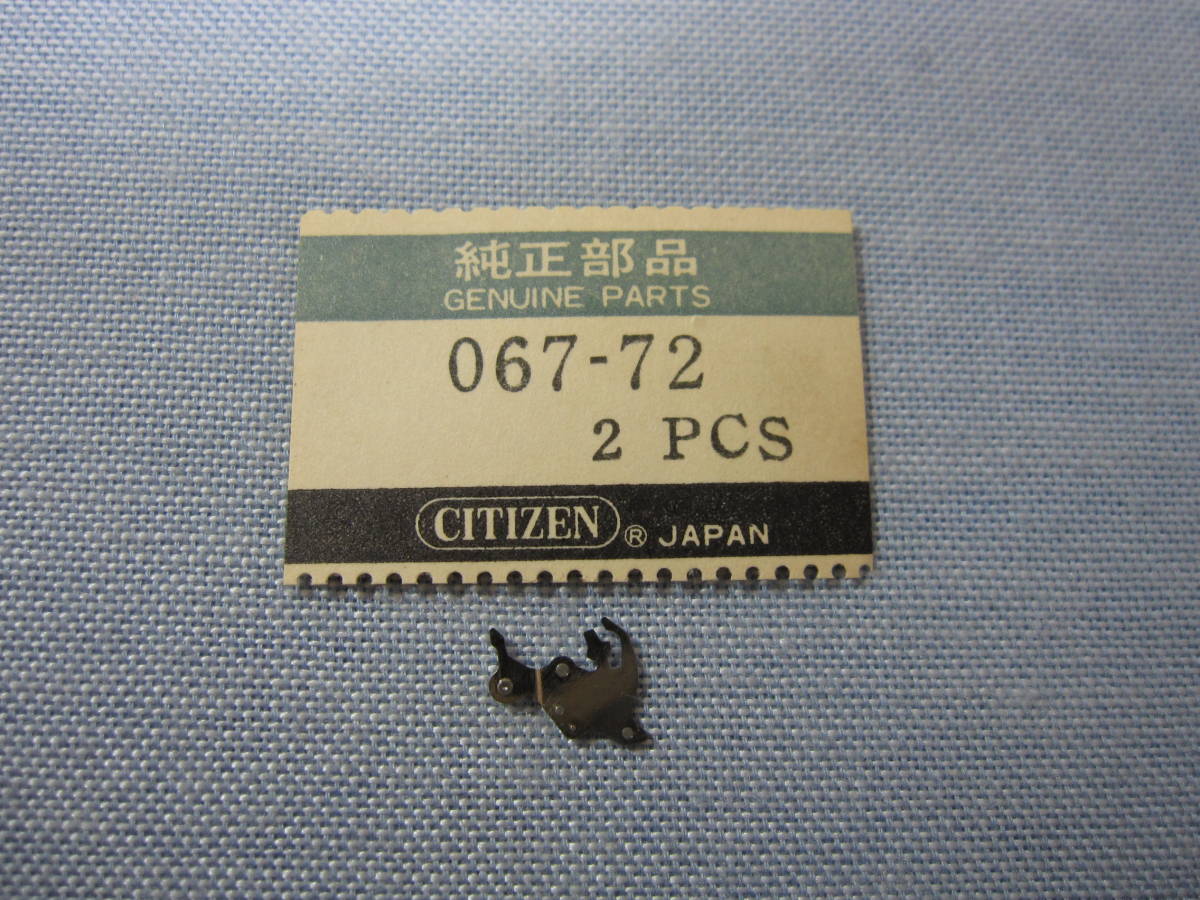 純正部品
GENUINE PARTS
067-72
2 PCS
CITIZEN ® JAPAN